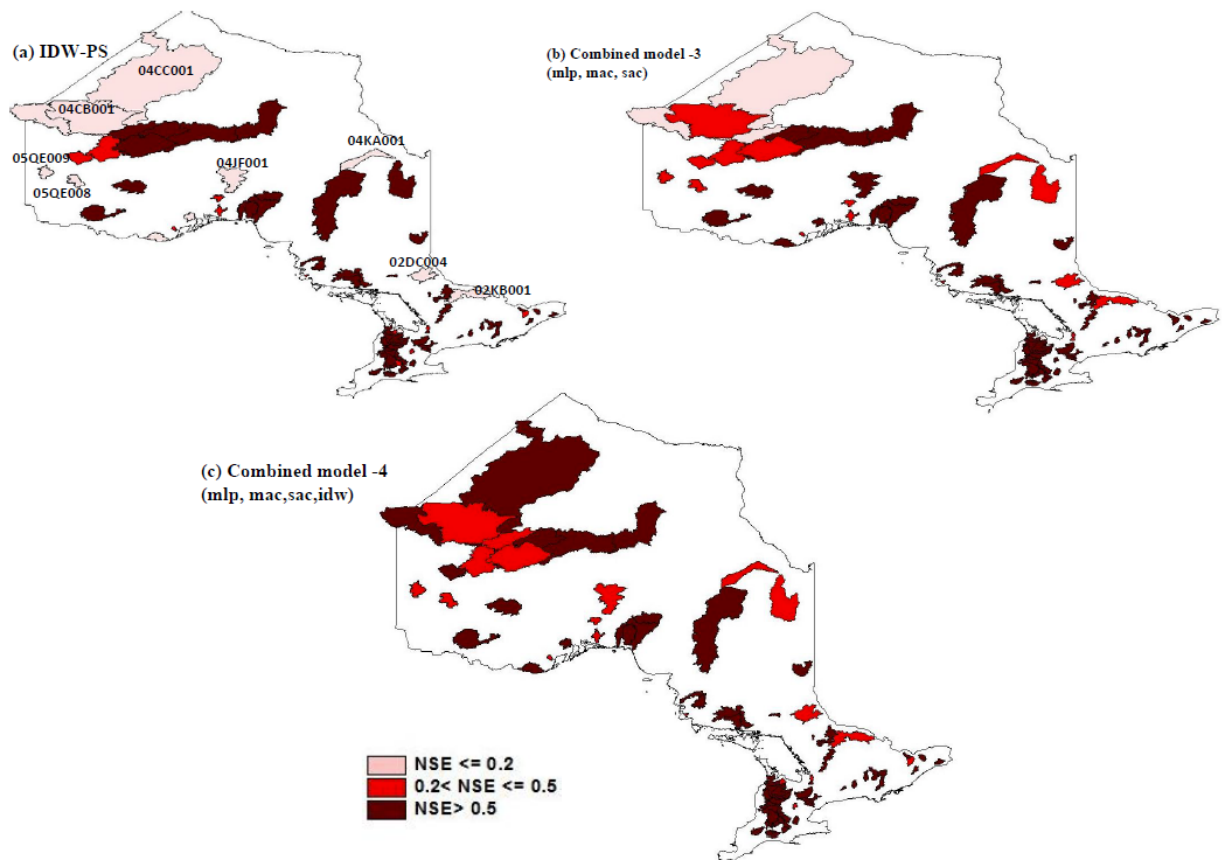 (a) IDW-PS
04CC001
04CB001
05QE009
05QE008
04JF001
04KA001
02DC004
02KB001
(b) Combined model -3
(mlp, mac, sac)
(c) Combined model -4
(mlp, mac,sac,idw)
NSE <= 0.2
0.2< NSE <= 0.5
NSE> 0.5